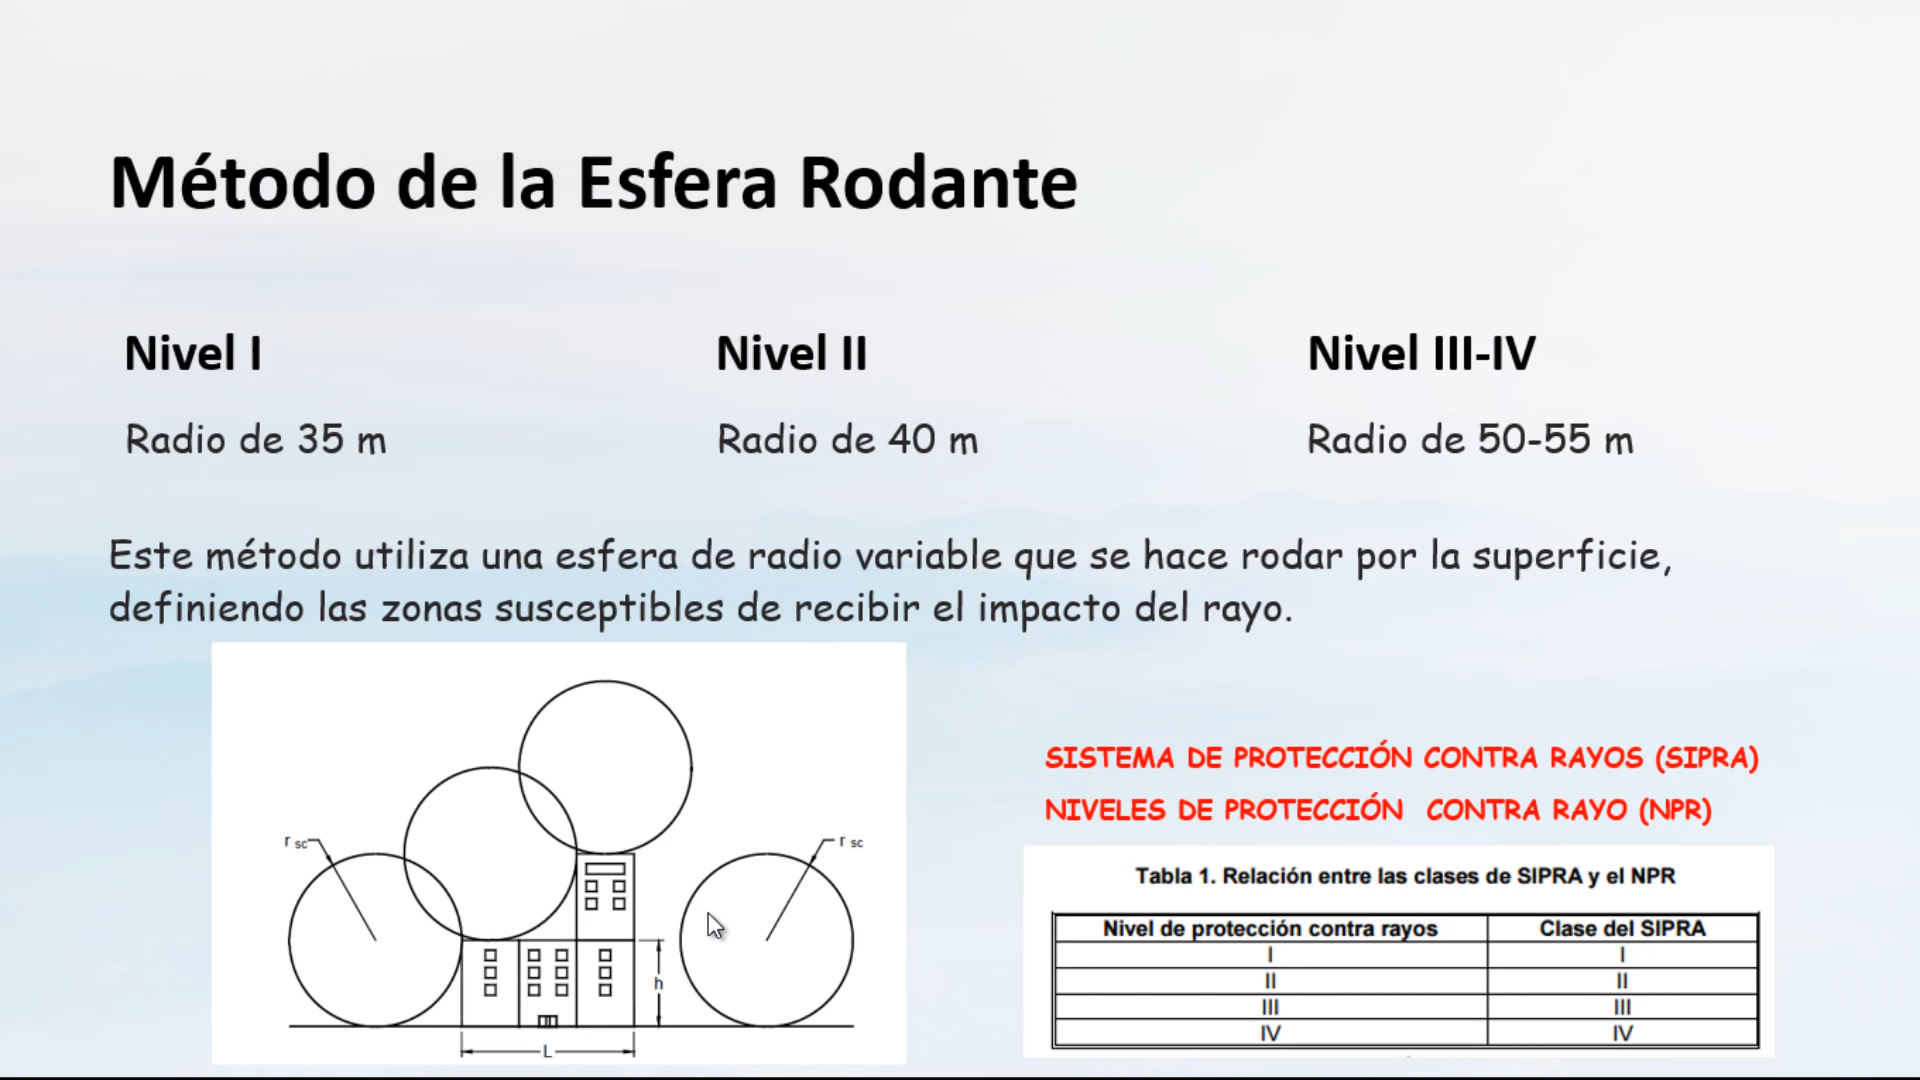 Método de la Esfera Rodante
Nivel I
Nivel II
Nivel III-IV
Radio de 35 m
Radio de 40 m
Radio de 50-55 m
Este método utiliza una esfera de radio variable que se hace rodar por la superficie,
definiendo las zonas susceptibles de recibir el impacto del rayo.
r sc
r sc
h
L
SISTEMA DE PROTECCIÓN CONTRA RAYOS (SIPRA)
NIVELES DE PROTECCIÓN CONTRA RAYO (NPR)
Tabla 1. Relación entre las clases de SIPRA y el NPR
Nivel de protección contra rayos Clase del SIPRA
I I
II II
III III
IV IV